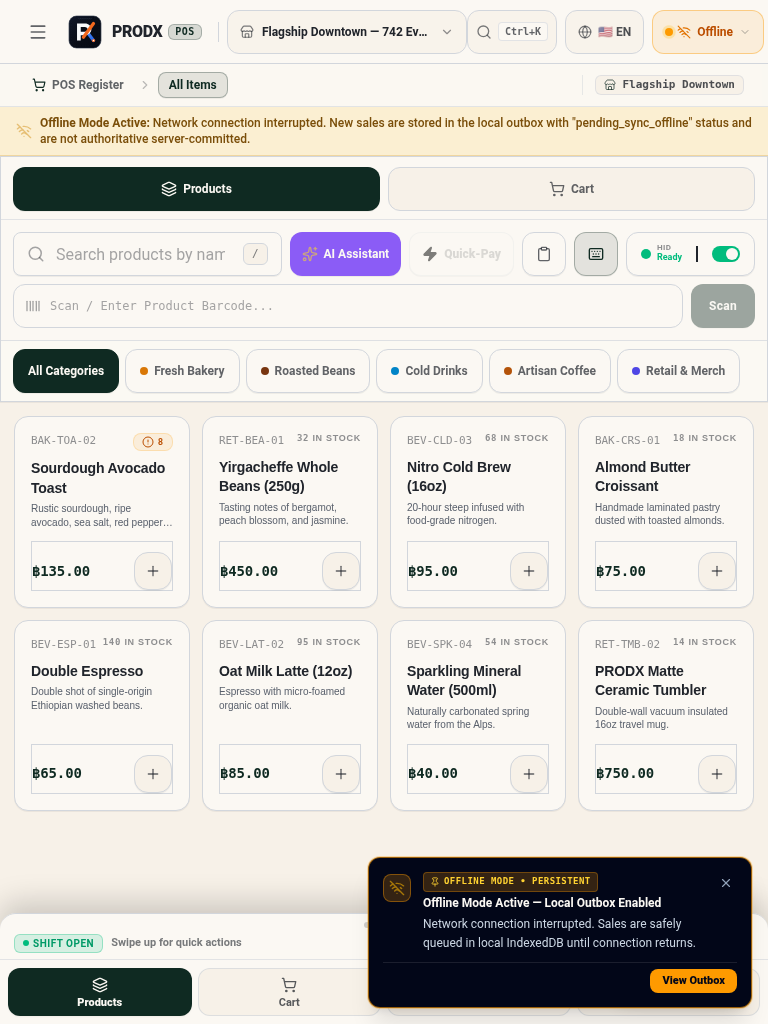 PRODX POS
Flagship Downtown — 742 Ev...
Ctrl+K
EN
Offline
POS Register
All Items
Flagship Downtown
Offline Mode Active: Network connection interrupted. New sales are stored in the local outbox with "pending_sync_offline" status and
are not authoritative server-committed.
Products
Cart
Search products by nam
/
AI Assistant
Quick-Pay
HID
Ready
Scan / Enter Product Barcode...
Scan
All Categories
Fresh Bakery
Roasted Beans
Cold Drinks
Artisan Coffee
Retail & Merch
BAK-TOA-02
8
Sourdough Avocado
Toast
Rustic sourdough, ripe
avocado, sea salt, red pepper...
฿135.00
RET-BEA-01
32 IN STOCK
Yirgacheffe Whole
Beans (250g)
Tasting notes of bergamot,
peach blossom, and jasmine.
฿450.00
BEV-CLD-03
68 IN STOCK
Nitro Cold Brew
(16oz)
20-hour steep infused with
food-grade nitrogen.
฿95.00
BAK-CRS-01
18 IN STOCK
Almond Butter
Croissant
Handmade laminated pastry
dusted with toasted almonds.
฿75.00
BEV-ESP-01
140 IN STOCK
Double Espresso
Double shot of single-origin
Ethiopian washed beans.
฿65.00
BEV-LAT-02
95 IN STOCK
Oat Milk Latte (12oz)
Espresso with micro-foamed
organic oat milk.
฿85.00
BEV-SPK-04
54 IN STOCK
Sparkling Mineral
Water (500ml)
Naturally carbonated spring
water from the Alps.
฿40.00
RET-TMB-02
14 IN STOCK
PRODX Matte
Ceramic Tumbler
Double-wall vacuum insulated
16oz travel mug.
฿750.00
OFFLINE MODE • PERSISTENT
Offline Mode Active — Local Outbox Enabled
Network connection interrupted. Sales are safely
queued in local IndexedDB until connection returns.
View Outbox
SHIFT OPEN
Swipe up for quick actions
Products
Cart